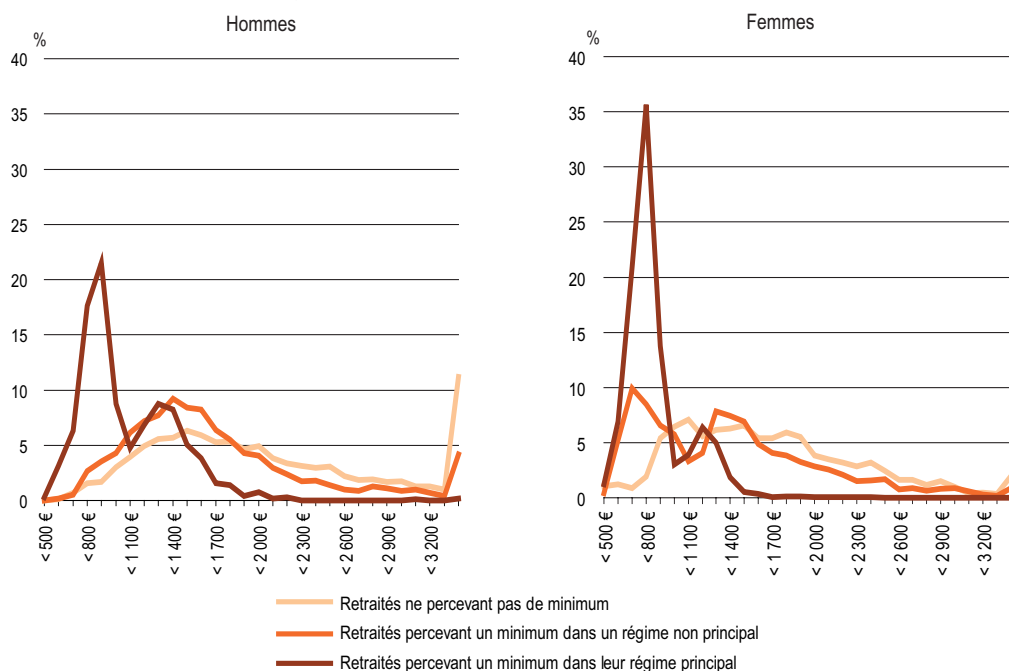 Hommes
%
40
35
30
25
20
15
10
5
0
< 500 €
< 800 €
< 1 100 €
< 1 400 €
< 1 700 €
< 2 000 €
< 2 300 €
< 2 600 €
< 2 900 €
< 3 200 €
Femmes
%
40
35
30
25
20
15
10
5
0
< 500 €
< 800 €
< 1 100 €
< 1 400 €
< 1 700 €
< 3 000 €
< 2 300 €
< 2 600 €
< 2 900 €
< 3 200 €
Retraités ne percevant pas de minimum
Retraités percevant un minimum dans un régime non principal
Retraités percevant un minimum dans leur régime principal